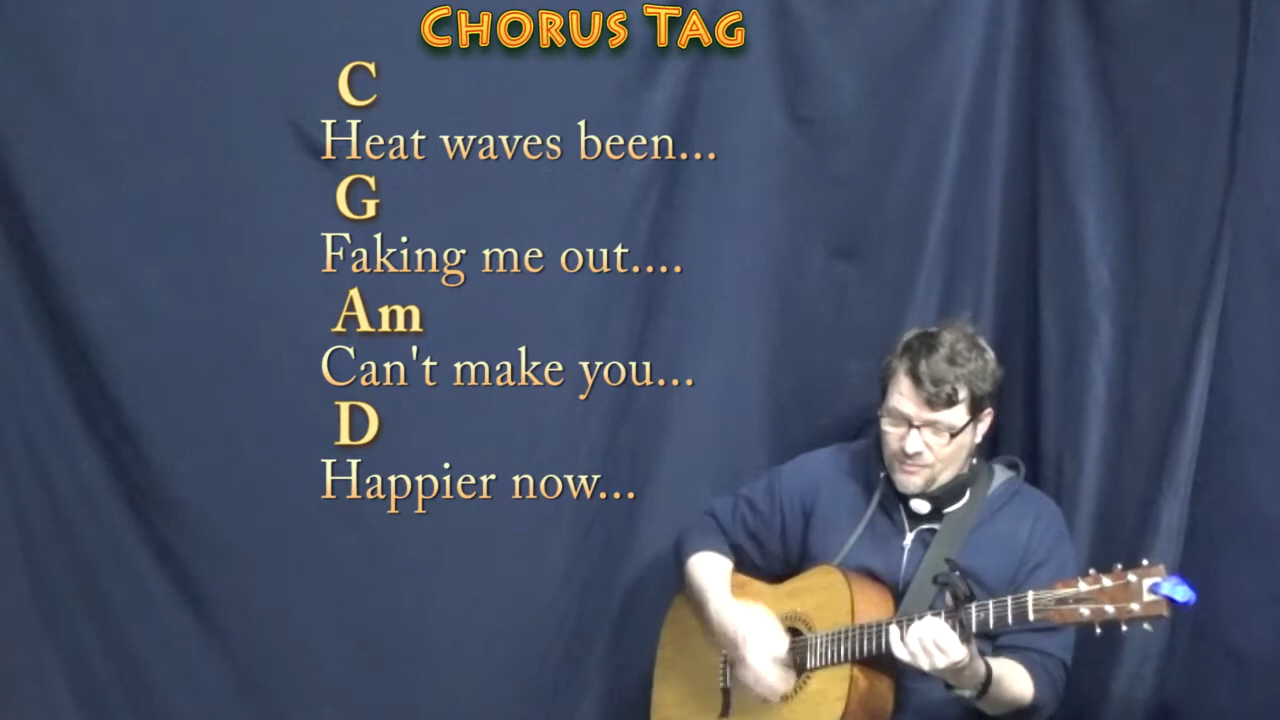 Chorus Tag
C
Heat waves been...
G
Faking me out....
Am
Can't make you...
D
Happier now...